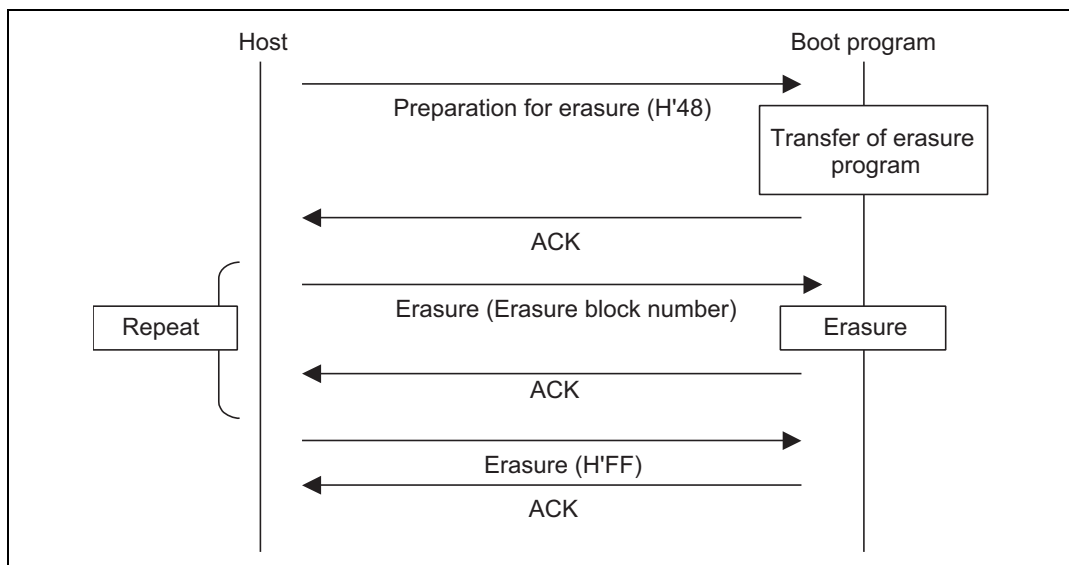 Host
Boot program
Preparation for erasure (H'48)
Transfer of erasure
program
ACK
Erasure (Erasure block number)
Repeat
Erasure
ACK
Erasure (H'FF)
ACK